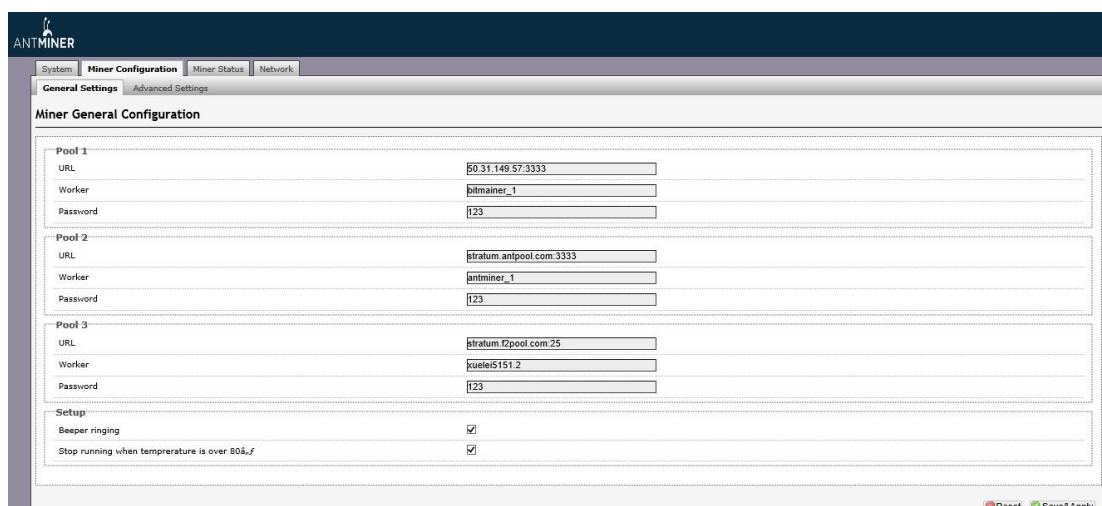 ANTMINER
System Miner Configuration Miner Status Network
General Settings Advanced Settings
Miner General Configuration
Pool 1
URL 50.31.149.57:3333
Worker bitmainer_1
Password 123
Pool 2
URL stratum.antpool.com:3333
Worker antminer_1
Password 123
Pool 3
URL stratum.f2pool.com:25
Worker xuelei5151.2
Password 123
Setup
Beeper ringing
Stop running when temprerature is over 80â„ƒ
Reset Save&Apply